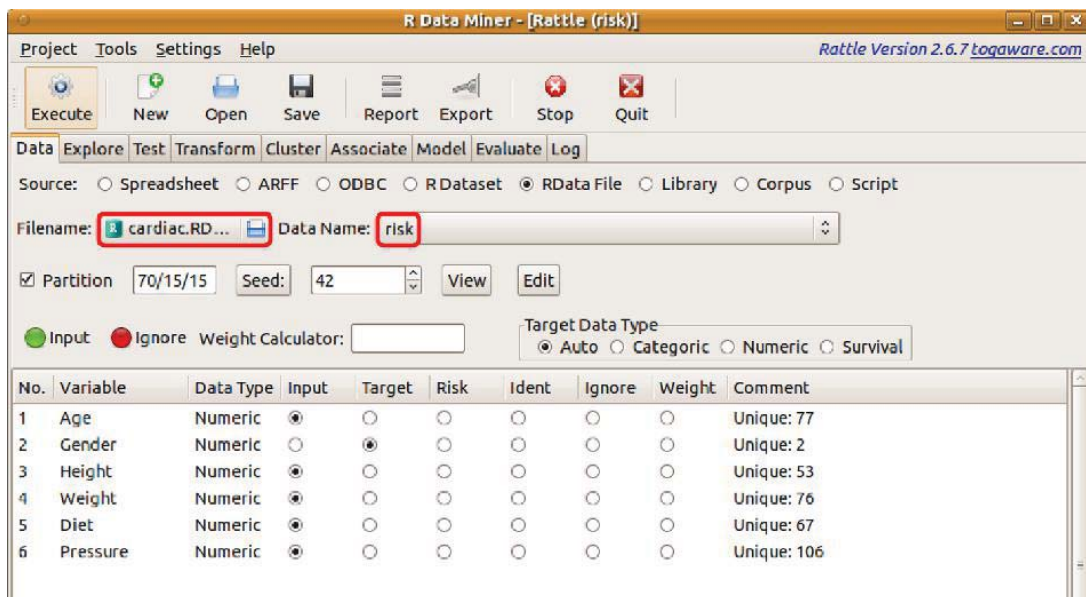 R Data Miner - [Rattle (risk)]
Project Tools Settings Help Rattle Version 2.6.7 togaware.com
Execute New Open Save Report Export Stop Quit
Data Explore Test Transform Cluster Associate Model Evaluate Log
Source: Spreadsheet ARFF ODBC R Dataset RData File Library Corpus Script
Filename: R cardiac.RD... Data Name: risk
Partition 70/15/15 Seed: 42 View Edit
Target Data Type
Input Ignore Weight Calculator: Auto Categoric Numeric Survival
No. Variable Data Type Input Target Risk Ident Ignore Weight Comment
1 Age Numeric Unique: 77
2 Gender Numeric Unique: 2
3 Height Numeric Unique: 53
4 Weight Numeric Unique: 76
5 Diet Numeric Unique: 67
6 Pressure Numeric Unique: 106